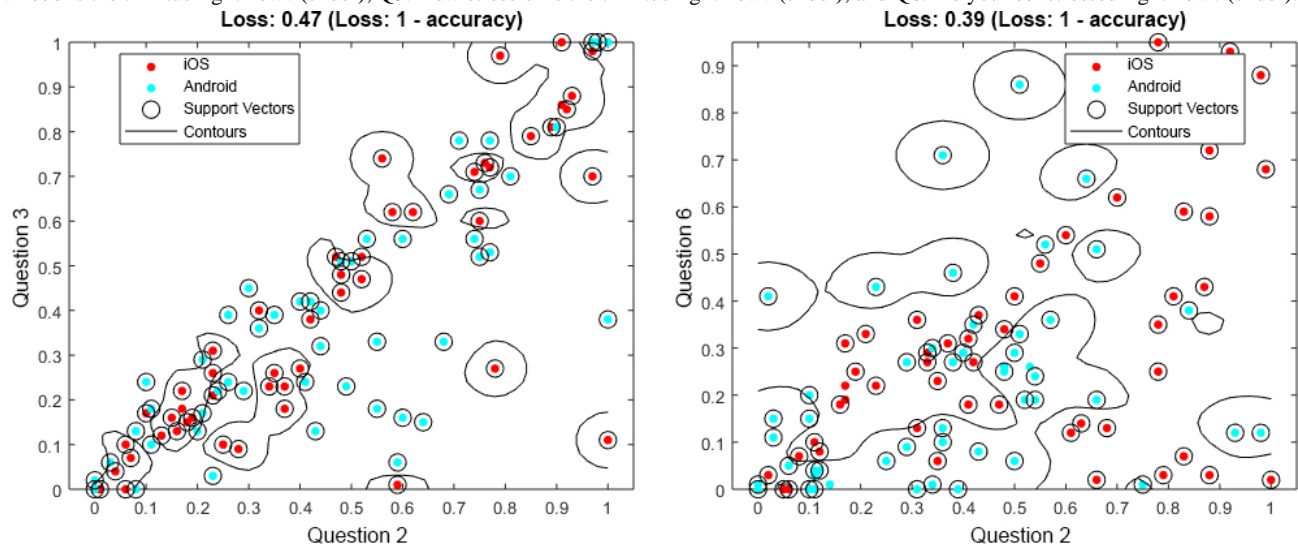 Loss: 0.47 (Loss: 1 - accuracy)
iOS
Android
Support Vectors
Contours
Question 3
1
0.9
0.8
0.7
0.6
0.5
0.4
0.3
0.2
0.1
0
0 0.1 0.2 0.3 0.4 0.5 0.6 0.7 0.8 0.9 1
Question 2
Loss: 0.39 (Loss: 1 - accuracy)
iOS
Android
Support Vectors
Contours
Question 6
0.9
0.8
0.7
0.6
0.5
0.4
0.3
0.2
0.1
0
0 0.1 0.2 0.3 0.4 0.5 0.6 0.7 0.8 0.9 1
Question 2